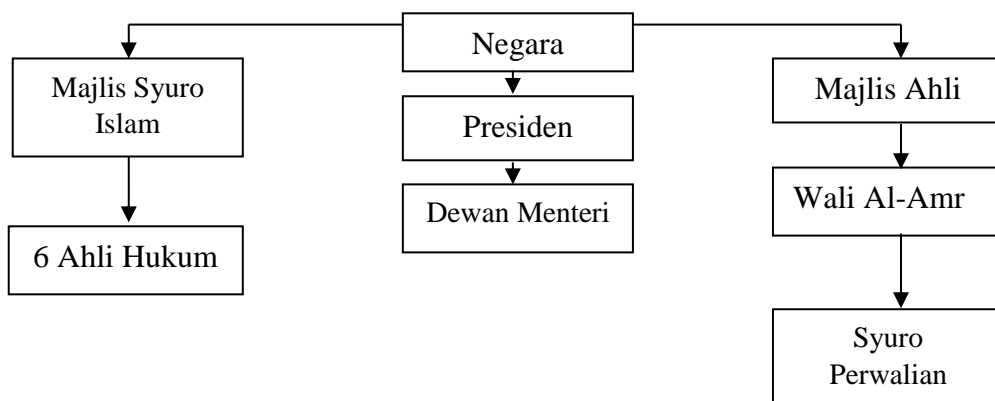 Negara
Majlis Syuro
Islam
Presiden
Majlis Ahli
Dewan Menteri
Wali Al-Amr
6 Ahli Hukum
Syuro
Perwalian